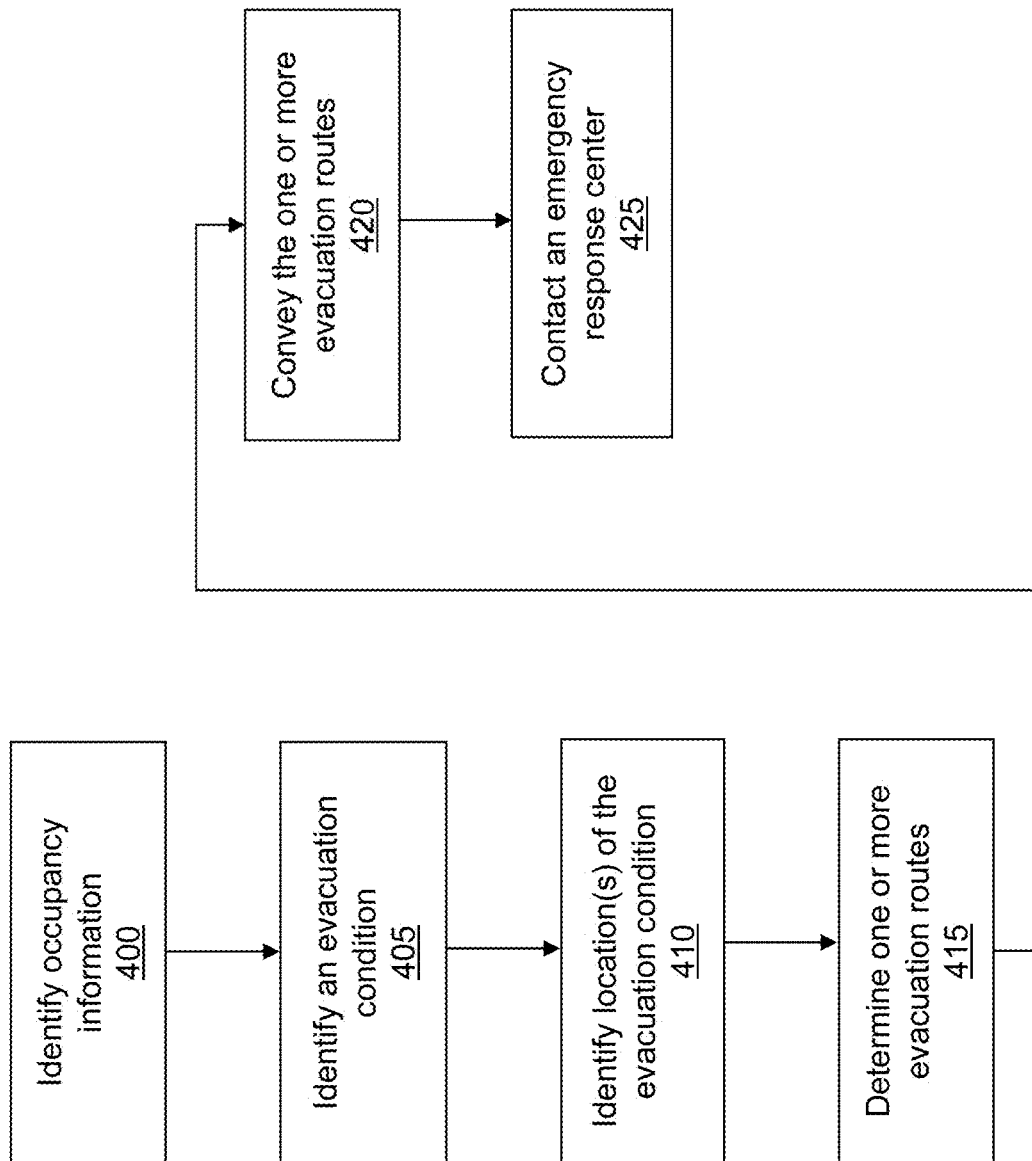 Identify occupancy
information
400
Identify an evacuation
condition
405
Identify location(s) of the
evacuation condition
410
Determine one or more
evacuation routes
415
Convey the one or more
evacuation routes
420
Contact an emergency
response center
425